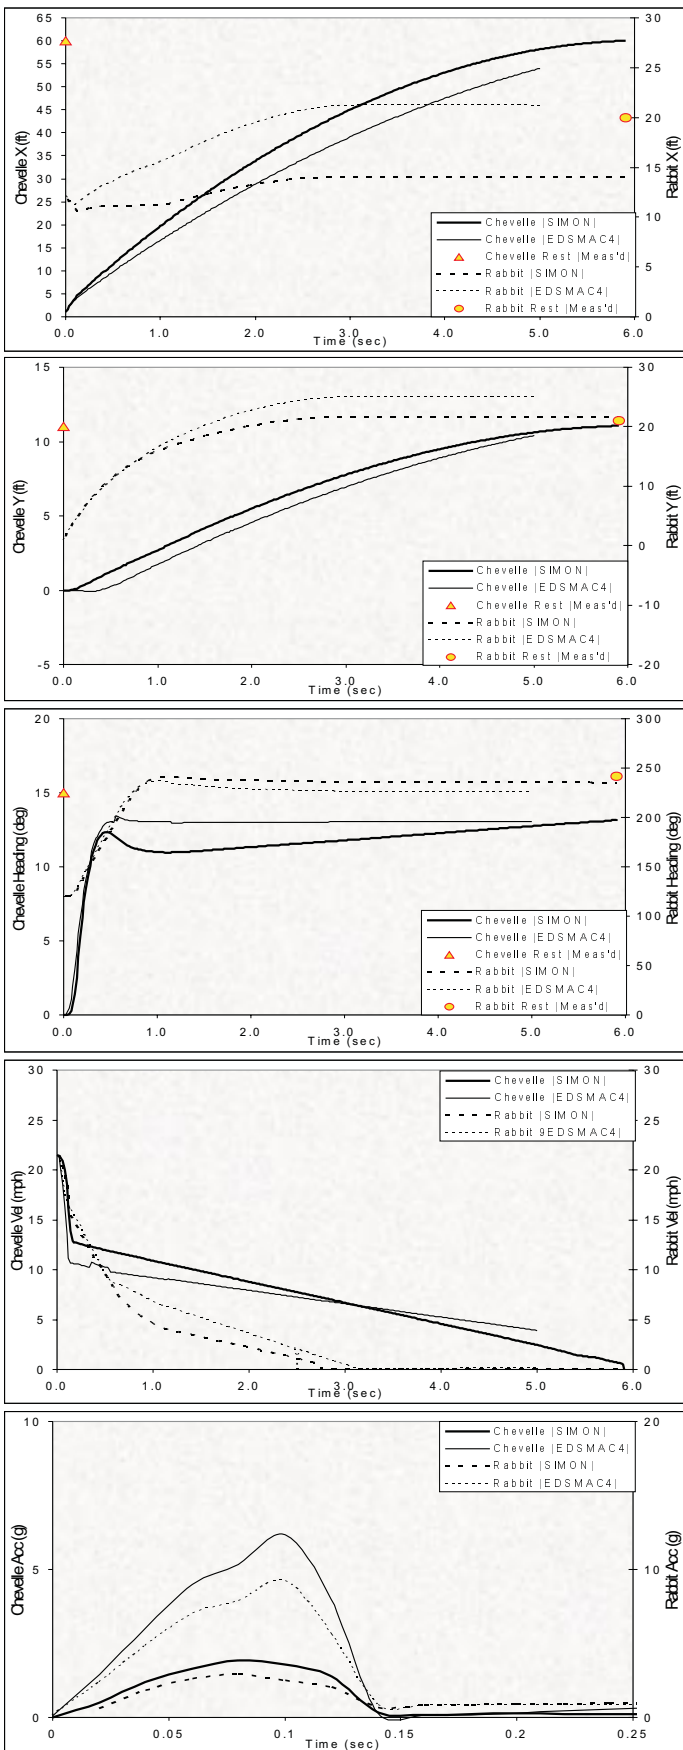 65
60
55
50
45
40
35
30
25
20
15
10
5
0
Chevelle X (ft)
30
25
20
15
10
5
0
Rabbit X (ft)
Chevelle |SIMON|
Chevelle |EDSMAC4|
Chevelle Rest |Meas'd|
Rabbit |SIMON|
Rabbit |EDSMAC4|
Rabbit Rest |Meas'd|
0.0 1.0 2.0 3.0 4.0 5.0 6.0
Time (sec)
15
10
5
0
-5
Chevelle Y (ft)
30
20
10
0
-10
-20
Rabbit Y (ft)
Chevelle |SIMON|
Chevelle |EDSMAC4|
Chevelle Rest |Meas'd|
Rabbit |SIMON|
Rabbit |EDSMAC4|
Rabbit Rest |Meas'd|
0.0 1.0 2.0 3.0 4.0 5.0 6.0
Time (sec)
20
15
10
5
0
Chevelle Heading (deg)
300
250
200
150
100
50
0
Rabbit Heading (deg)
Chevelle |SIMON|
Chevelle |EDSMAC4|
Chevelle Rest |Meas'd|
Rabbit |SIMON|
Rabbit |EDSMAC4|
Rabbit Rest |Meas'd|
0.0 1.0 2.0 3.0 4.0 5.0 6.0
Time (sec)
30
25
20
15
10
5
0
Chevelle Vel (mph)
30
25
20
15
10
5
0
Rabbit Vel (mph)
Chevelle |SIMON|
Chevelle |EDSMAC4|
Rabbit |SIMON|
Rabbit 9EDSMAC4|
0.0 1.0 2.0 3.0 4.0 5.0 6.0
Time (sec)
10
5
0
Chevelle Acc (g)
20
10
0
Rabbit Acc (g)
Chevelle |SIMON|
Chevelle |EDSMAC4|
Rabbit |SIMON|
Rabbit |EDSMAC4|
0 0.05 0.1 0.15 0.2 0.25
Time (sec)